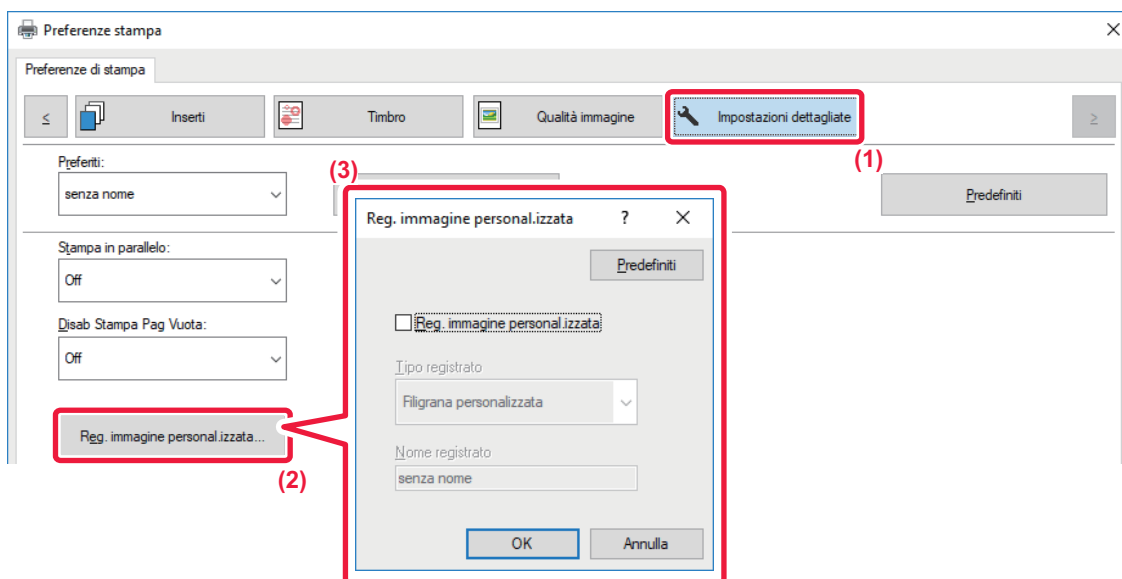 Preferenze stampa
Preferenze di stampa
<
Inserti
Timbro
Qualità immagine
Impostazioni dettagliate
>
(1)
Preferiti:
senza nome
(3)
Predefiniti
Stampa in parallelo:
Off
Disab Stampa Pag Vuota:
Off
Reg. immagine personal.izzata...
(2)
Reg. immagine personal.izzata
?
Predefiniti
Reg. immagine personal.izzata
Tipo registrato
Filigrana personalizzata
Nome registrato
senza nome
OK
Annulla